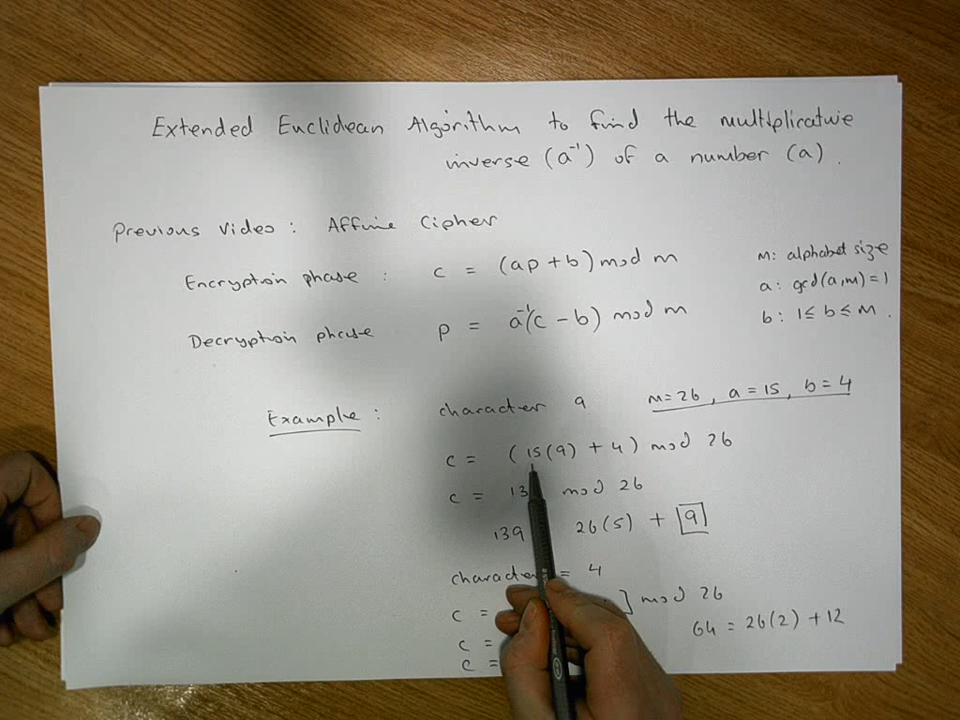 Extended Euclidean Algorithm to find the multiplicative
inverse (a⁻¹) of a number (a).
Previous Video: Affine Cipher
Encryption phase : c = (ap + b) mod m
Decryption phase p = a⁻¹(c - b) mod m
m: alphabet size
a: gcd(a,m)=1
b: 1 ≤ b ≤ m.
Example: character 9 m=26, a=15, b=4
c = (15(9) + 4) mod 26
c = 13 mod 26
139 26(5) + 9
character = 4
c = ] mod 26
64 = 26(2) + 12
c =
c =